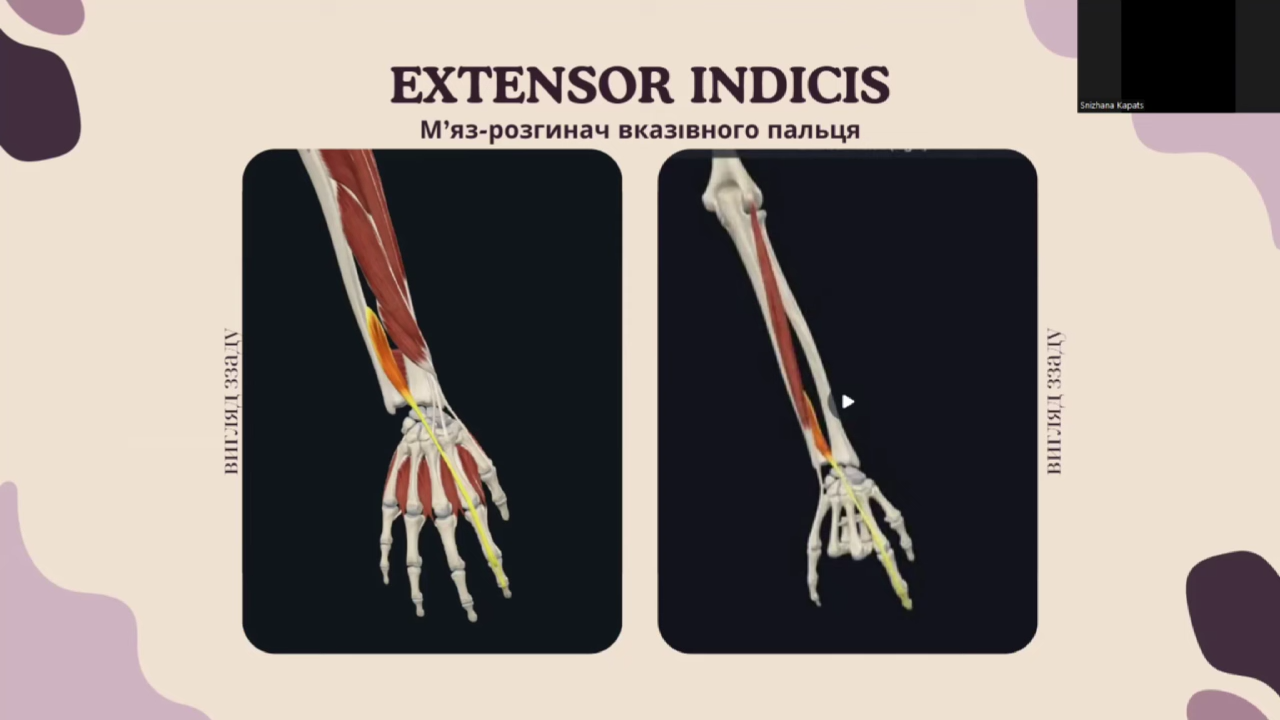 EXTENSOR INDICIS
М’яз-розгинач вказівного пальця
вигляд ззаду
вигляд ззаду
Snizhana Kapats